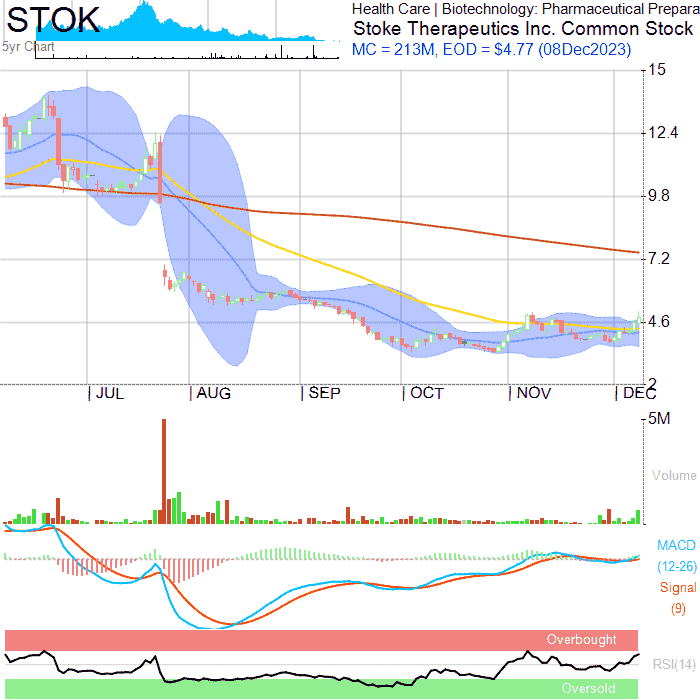 STOK
5yr Chart
Health Care | Biotechnology: Pharmaceutical Prepara
Stoke Therapeutics Inc. Common Stock
MC = 213M, EOD = $4.77 (08Dec2023)
15
12.4
9.8
7.2
4.6
2
JUL AUG SEP OCT NOV DEC
5M
Volume
MACD
(12-26)
Signal
(9)
Overbought
RSI(14)
Oversold